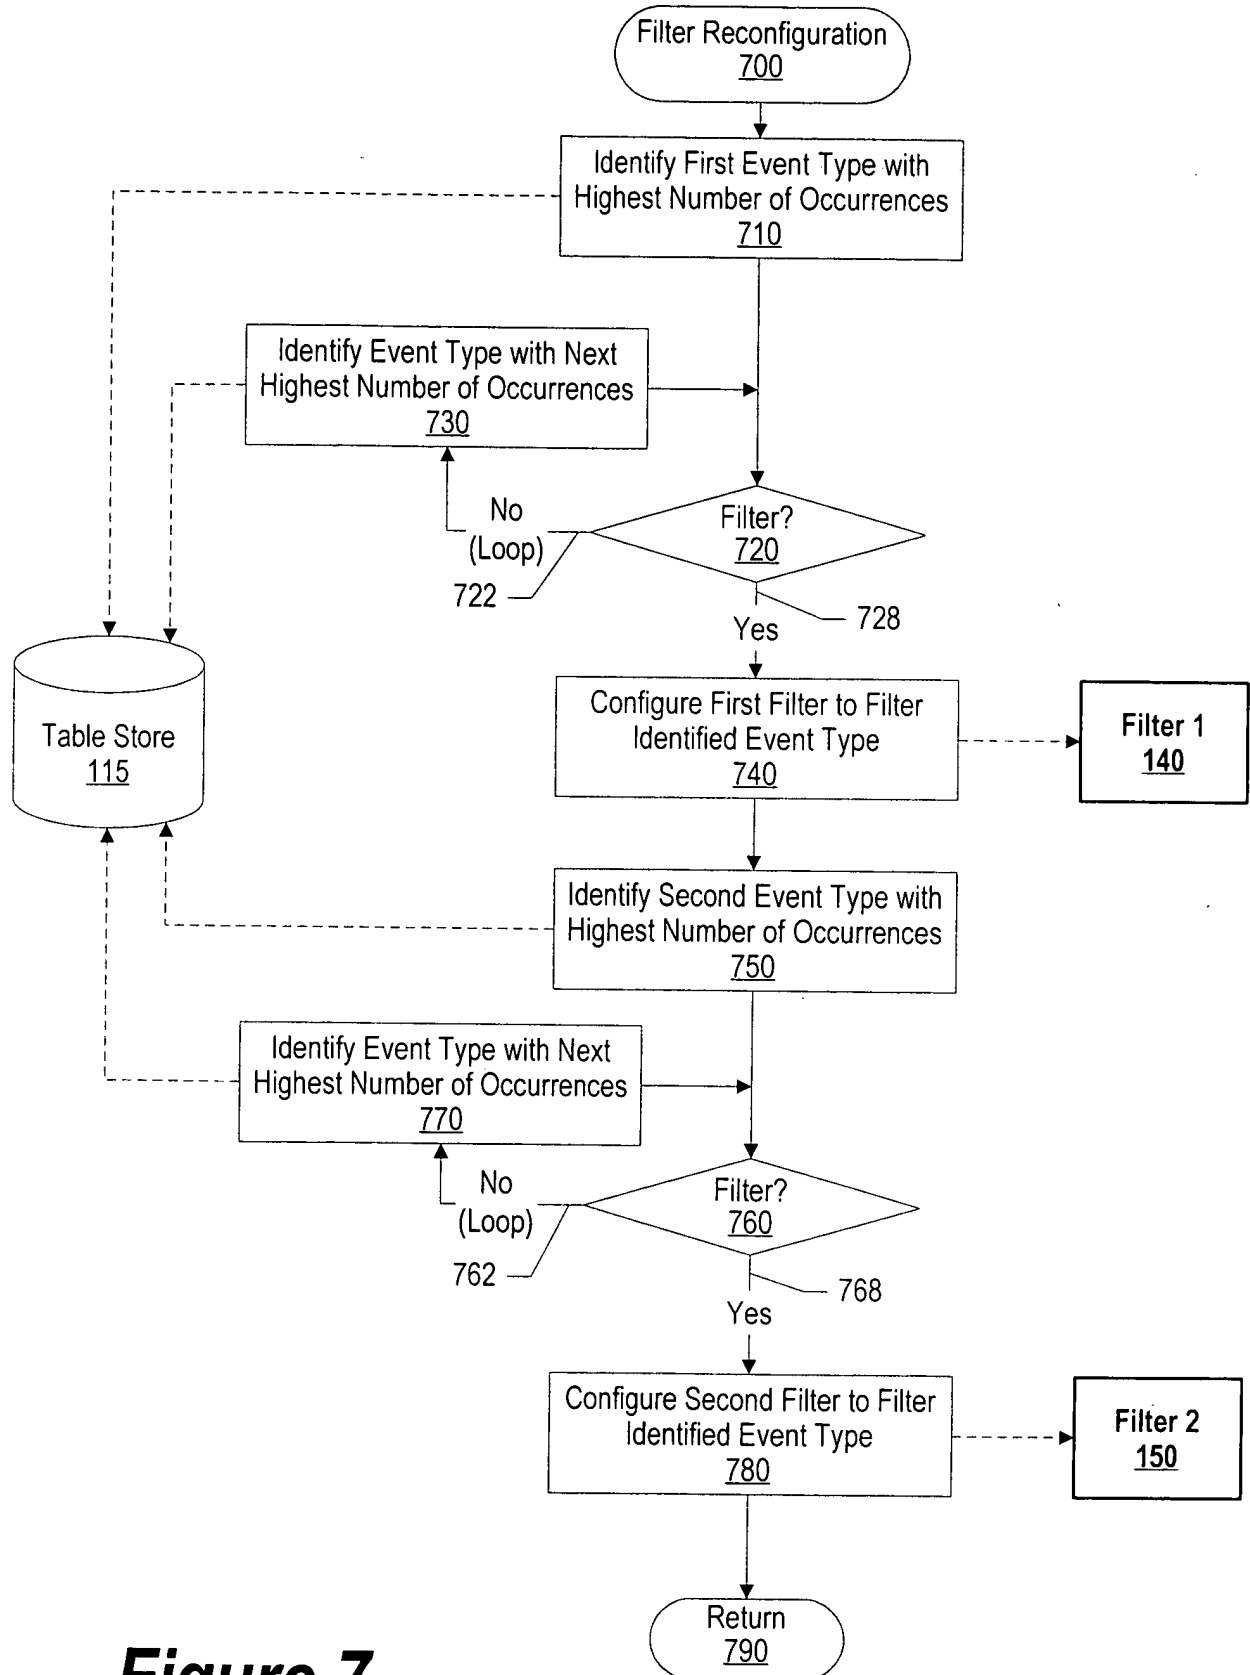 Filter Reconfiguration
700
Identify First Event Type with
Highest Number of Occurrences
710
Identify Event Type with Next
Highest Number of Occurrences
730
No
(Loop)
722
Filter?
720
728
Yes
Table Store
115
Configure First Filter to Filter
Identified Event Type
740
Filter 1
140
Identify Second Event Type with
Highest Number of Occurrences
750
Identify Event Type with Next
Highest Number of Occurrences
770
No
(Loop)
762
Filter?
760
768
Yes
Configure Second Filter to Filter
Identified Event Type
780
Filter 2
150
Return
790
Figure 7